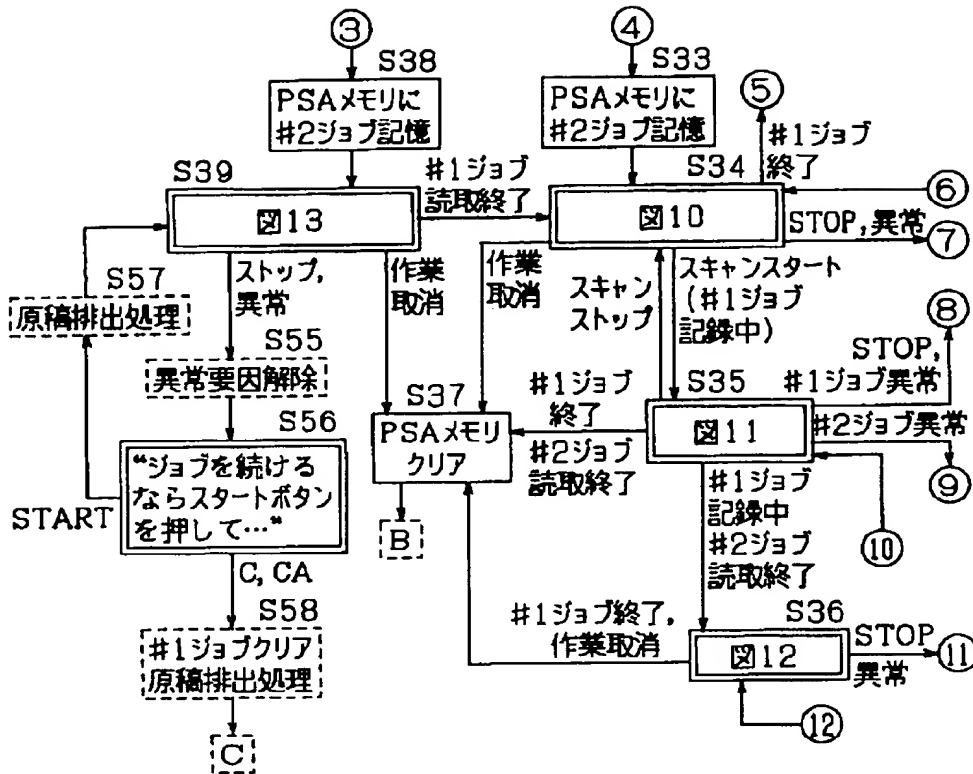 ③
S38
PSAメモリに
#2ジョブ記憶
④
S33
PSAメモリに
#2ジョブ記憶
⑤
#1ジョブ
終了
S39
図13
#1ジョブ
読取終了
S34
図10
⑥
STOP,異常
⑦
S57
原稿排出処理
ストップ,
異常
作業
取消
作業
取消
スキャン
ストップ
スキャンスタート
(#1ジョブ
記録中)
⑧
STOP,
#1ジョブ異常
S55
異常要因解除
S37
PSAメモリ
クリア
#1ジョブ
終了
#2ジョブ
読取終了
S35
図11
#2ジョブ異常
⑨
⑩
S56
“ジョブを続ける
ならスタートボタン
を押して…“
START
B
#1ジョブ
記録中
#2ジョブ
読取終了
C, CA
S58
#1ジョブクリア
原稿排出処理
#1ジョブ終了,
作業取消
S36
図12
STOP
異常
⑪
⑫
C